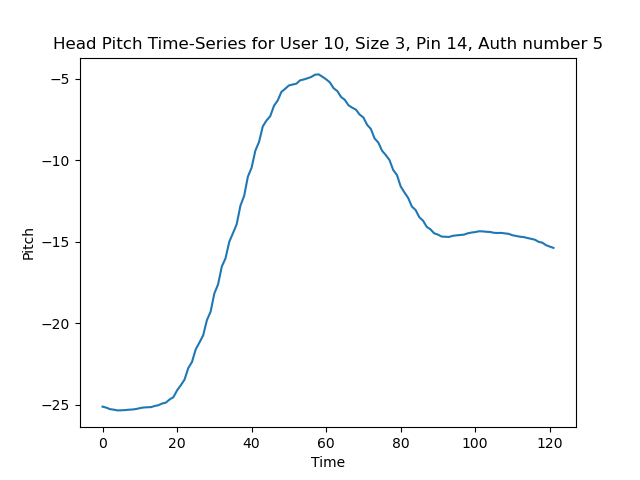 Head Pitch Time-Series for User 10, Size 3, Pin 14, Auth number 5
−5
−10
−15
−20
−25
Pitch
0 20 40 60 80 100 120
Time